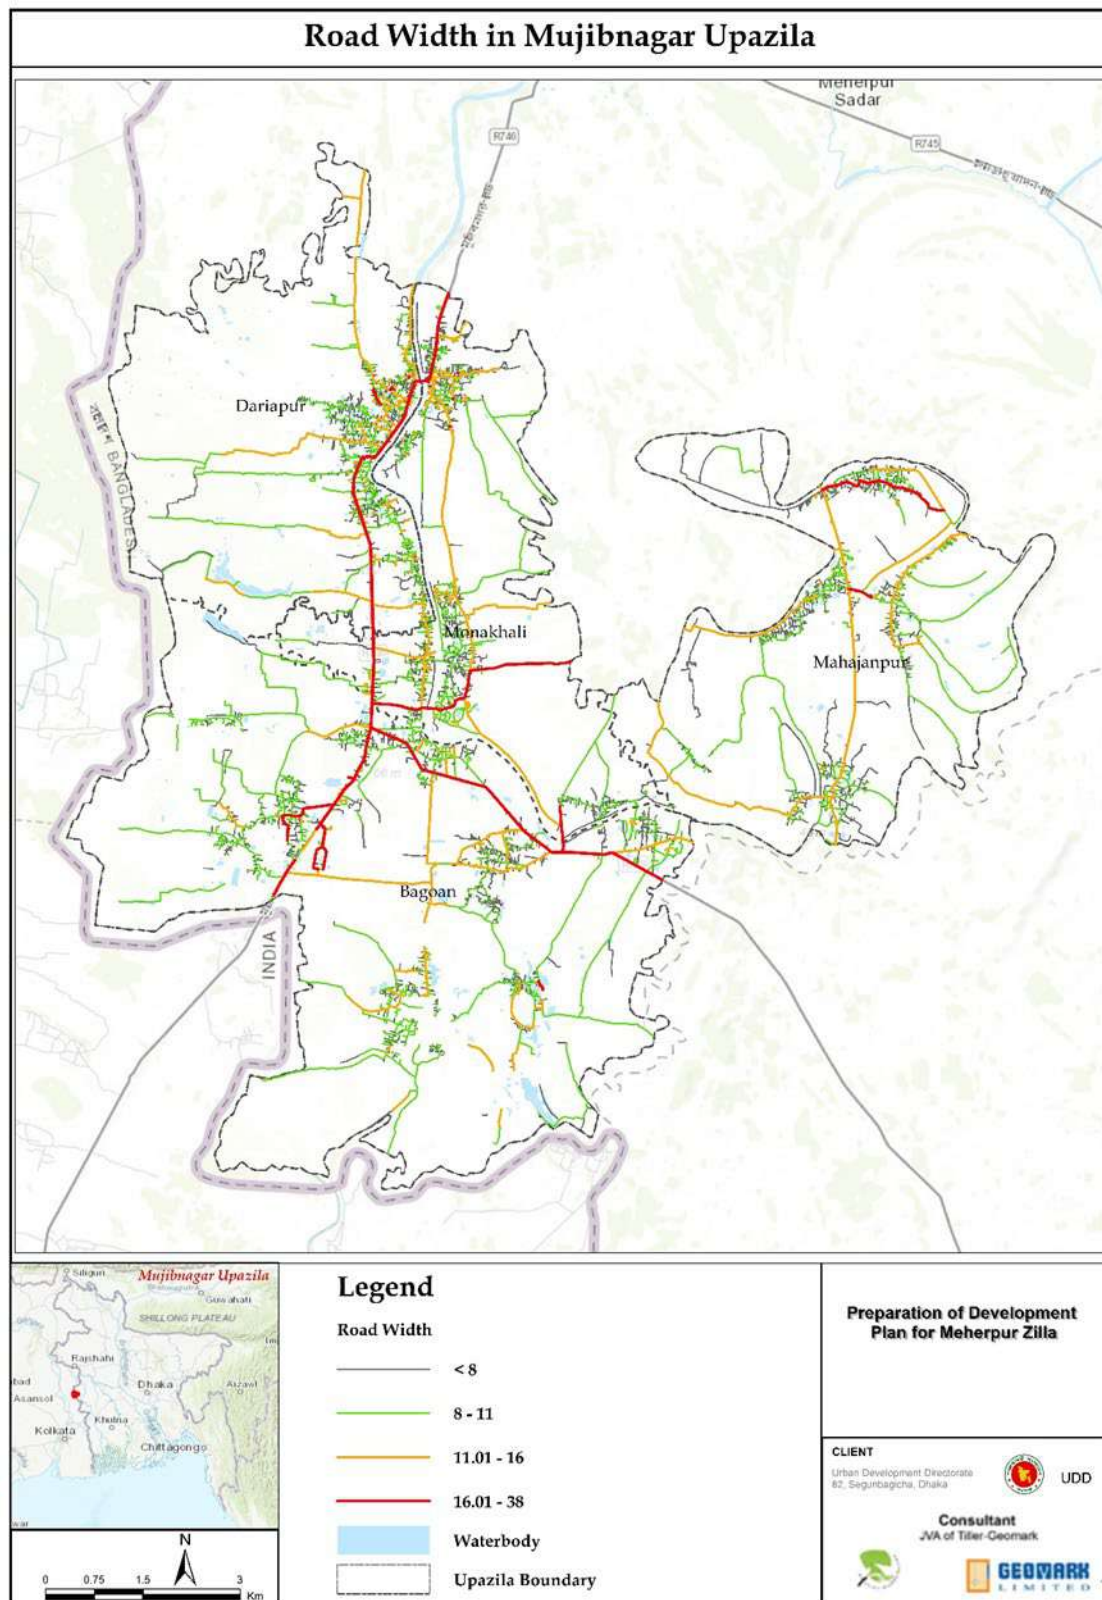 Road Width in Mujibnagar Upazila
Meherpur
Sadar
R746
R745
Dariapur
BANGLADESH
Monakhali
Mahajanpur
Bagoan
INDIA
Mujibnagar Upazila
Siliguri
Guwahati
SHILLONG PLATEAU
Rajshahi
Dhaka
Aizawl
Asansol
Khulna
Kolkata
Chittagong
N
0 0.75 1.5 3
Km
Legend
Road Width
< 8
8 - 11
11.01 - 16
16.01 - 38
Waterbody
Upazila Boundary
Preparation of Development
Plan for Meherpur Zilla
CLIENT
Urban Development Directorate
82, Segunbagicha, Dhaka
UDD
Consultant
JVA of Tiller-Geomark
GEOMARK
LIMITED